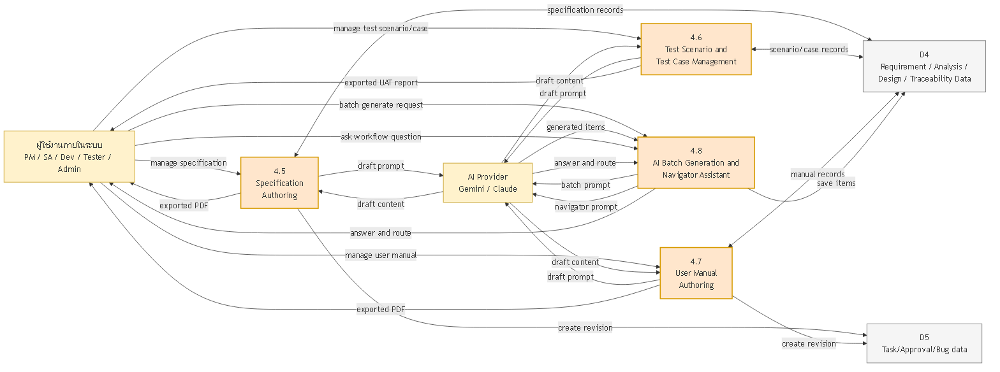 specification records
manage test scenario/case
4.6
Test Scenario and
Test Case Management
scenario/case records
D4
Requirement / Analysis /
Design / Traceability Data
exported UAT report
draft content
draft prompt
batch generate request
generated items
ask workflow question
ผู้ใช้งานภายในระบบ
PM / SA / Dev / Tester /
Admin
manage specification
4.5
Specification
Authoring
draft prompt
AI Provider
Gemini / Claude
answer and route
4.8
AI Batch Generation and
Navigator Assistant
batch prompt
manual records
save items
exported PDF
draft content
navigator prompt
answer and route
manage user manual
draft content
draft prompt
4.7
User Manual
Authoring
exported PDF
create revision
create revision
D5
Task/Approval/Bug data